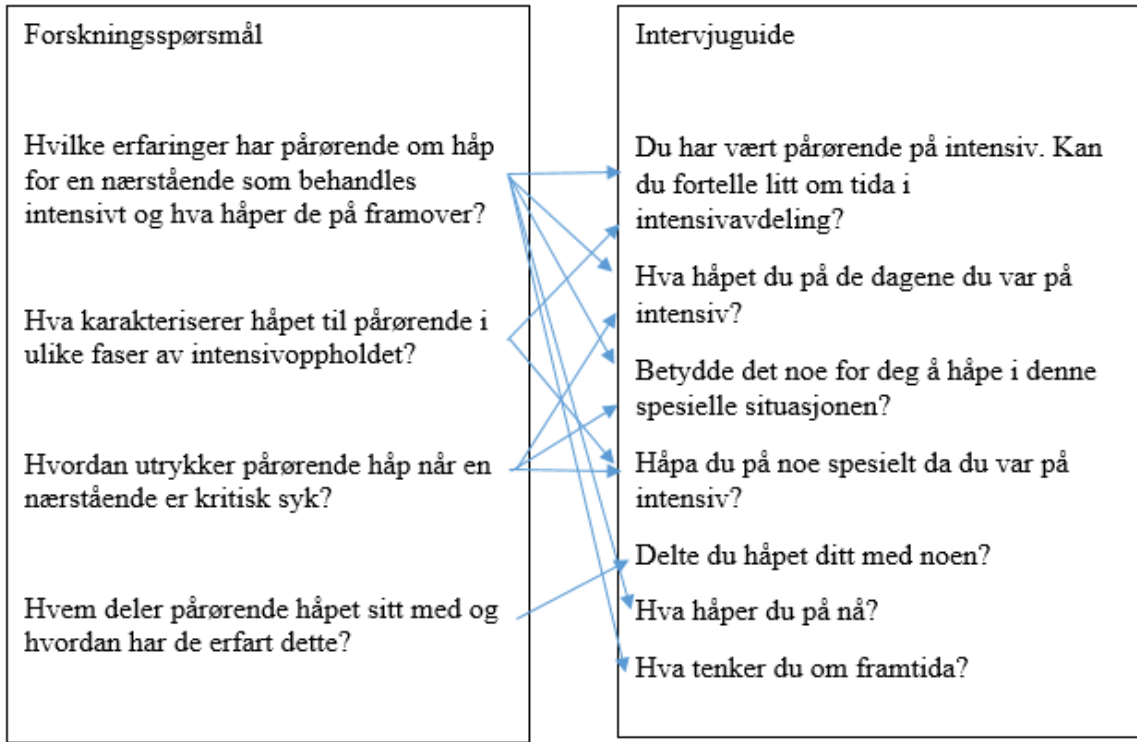 Forskningsspørsmål
Hvilke erfaringer har pårørende om håp
for en nærstående som behandles
intensivt og hva håper de på framover?
Hva karakteriserer håpet til pårørende i
ulike faser av intensivoppholdet?
Hvordan utrykker pårørende håp når en
nærstående er kritisk syk?
Hvem deler pårørende håpet sitt med og
hvordan har de erfart dette?
Intervjuguide
Du har vært pårørende på intensiv. Kan
du fortelle litt om tida i
intensivavdeling?
Hva håpet du på de dagene du var på
intensiv?
Betydde det noe for deg å håpe i denne
spesielle situasjonen?
Håpa du på noe spesielt da du var på
intensiv?
Delte du håpet ditt med noen?
Hva håper du på nå?
Hva tenker du om framtida?